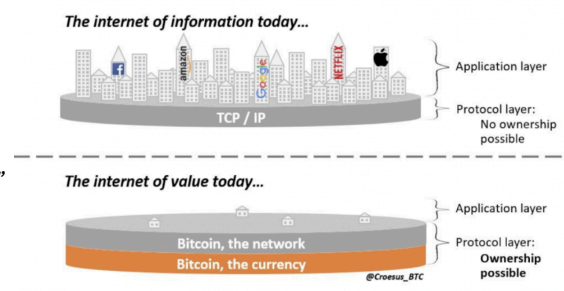 The internet of information today...
facebook
amazon
Google
NETFLIX
Application layer
TCP / IP
Protocol layer:
No ownership
possible
”
The internet of value today...
Application layer
Bitcoin, the network
Bitcoin, the currency
Protocol layer:
Ownership
possible
@Croesus_BTC